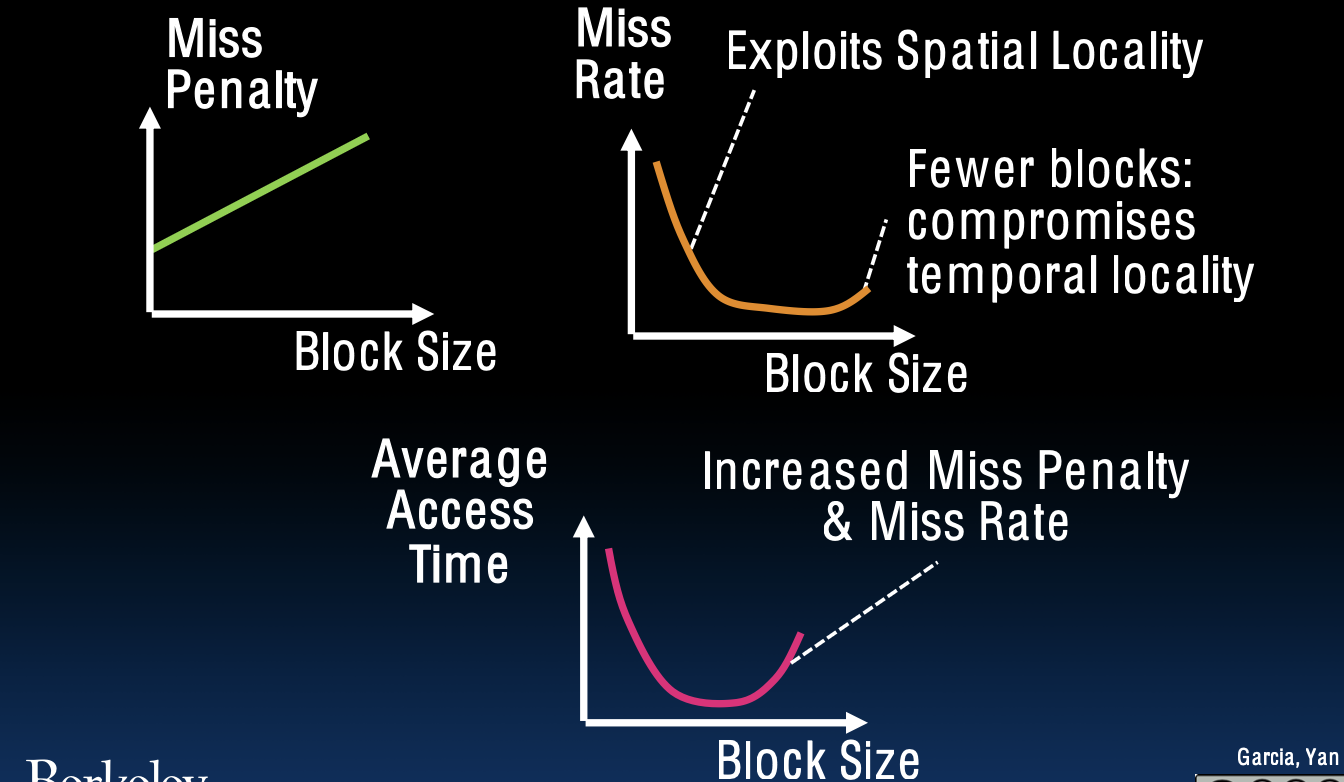 Miss
Penalty
Block Size
Miss
Rate
Exploits Spatial Locality
Fewer blocks:
compromises
temporal locality
Block Size
Average
Access
Time
Increased Miss Penalty
& Miss Rate
Block Size
Berkeley
Garcia, Yan